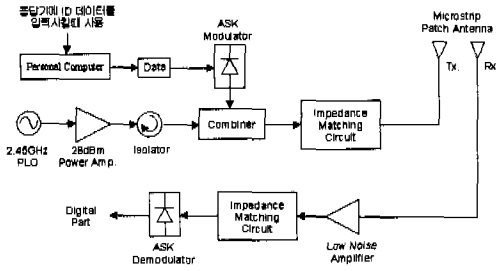 응답기에 ID 데이터를
입력시킬때 사용
ASK
Modulator
Microstrip
Patch Antenna
Personal Computer
Data
Tx.
Rx
2.45GHz
PLO
28dBm
Power Amp.
Isolator
Combiner
Impedance
Matching
Circuit
Digital
Part
ASK
Demodulator
Impedance
Matching
Circuit
Low Noise
Amplifier